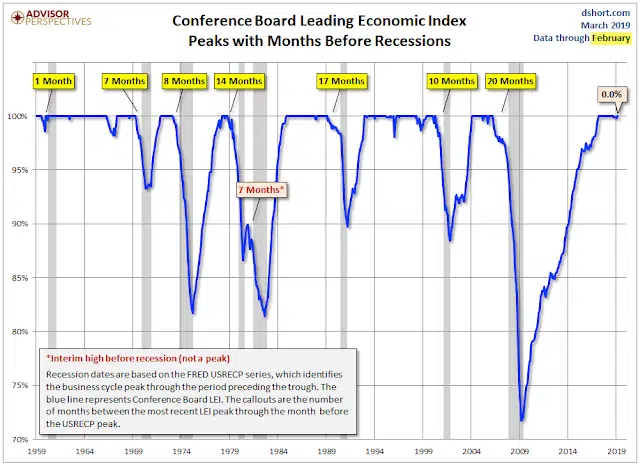 ADVISOR
PERSPECTIVES
Conference Board Leading Economic Index
Peaks with Months Before Recessions
dshort.com
March 2019
Data through February
1 Month
7 Months
8 Months
14 Months
17 Months
10 Months
20 Months
0.0%
7 Months*
100%
95%
90%
85%
80%
75%
70%
*Interim high before recession (not a peak)
Recession dates are based on the FRED USRECP series, which identifies
the business cycle peak through the period preceding the trough. The
blue line represents Conference Board LEI. The callouts are the number
of months between the most recent LEI peak through the month before
the USRECP peak.
1959
1964
1969
1974
1979
1984
1989
1994
1999
2004
2009
2014
2019